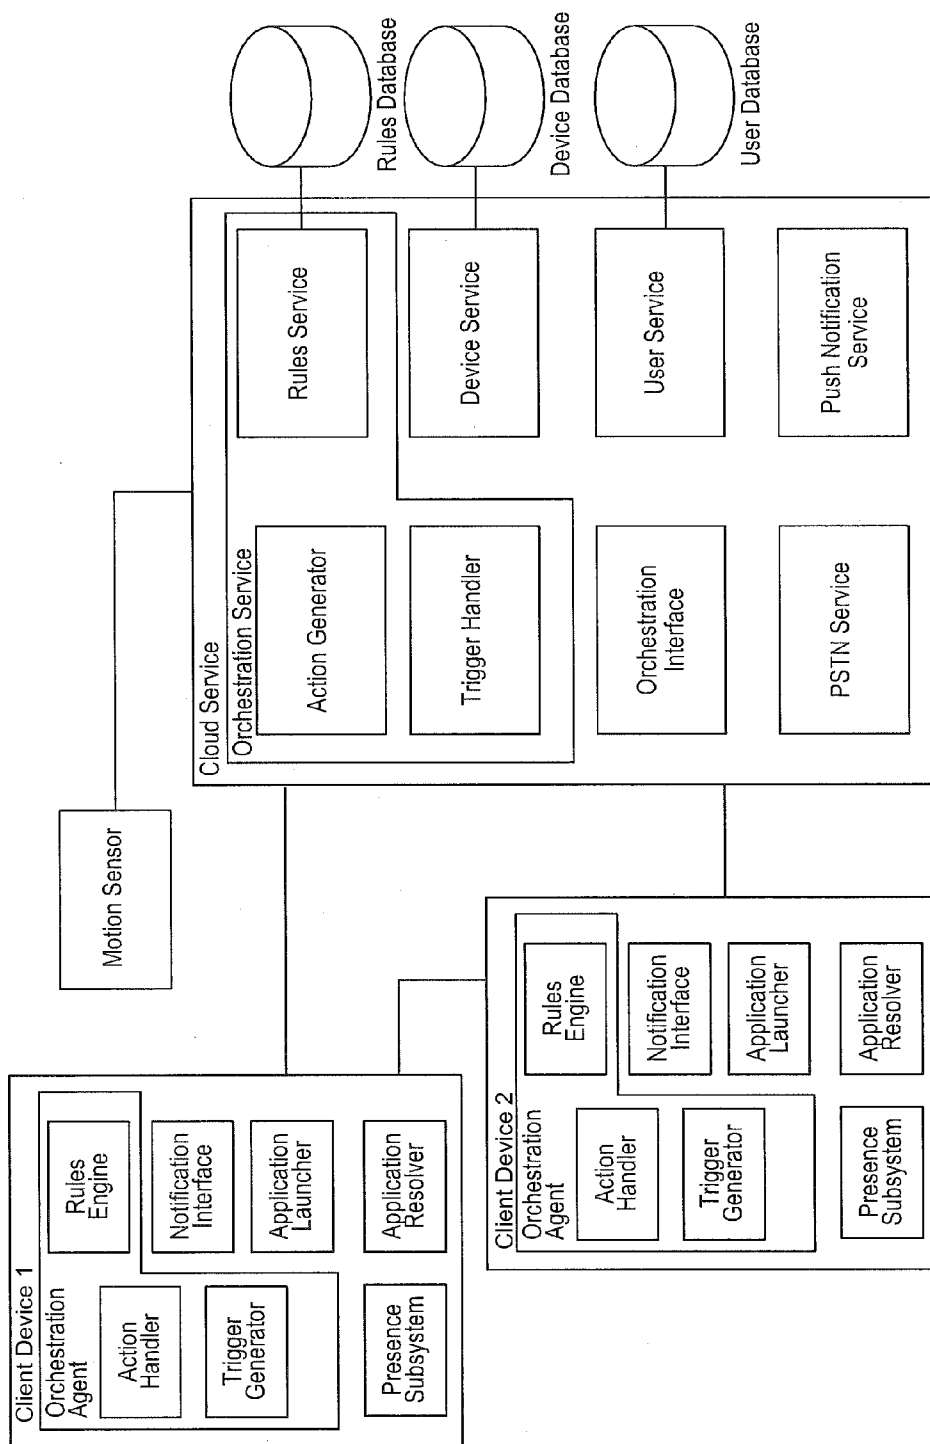 Motion Sensor
Client Device 1
Orchestration
Agent
Rules
Engine
Action
Handler
Notification
Interface
Trigger
Generator
Application
Launcher
Presence
Subsystem
Application
Resolver
Client Device 2
Orchestration
Agent
Rules
Engine
Action
Handler
Notification
Interface
Trigger
Generator
Application
Launcher
Presence
Subsystem
Application
Resolver
Cloud Service
Orchestration Service
Action Generator
Rules Service
Trigger Handler
Device Service
Orchestration
Interface
User Service
PSTN Service
Push Notification
Service
Rules Database
Device Database
User Database